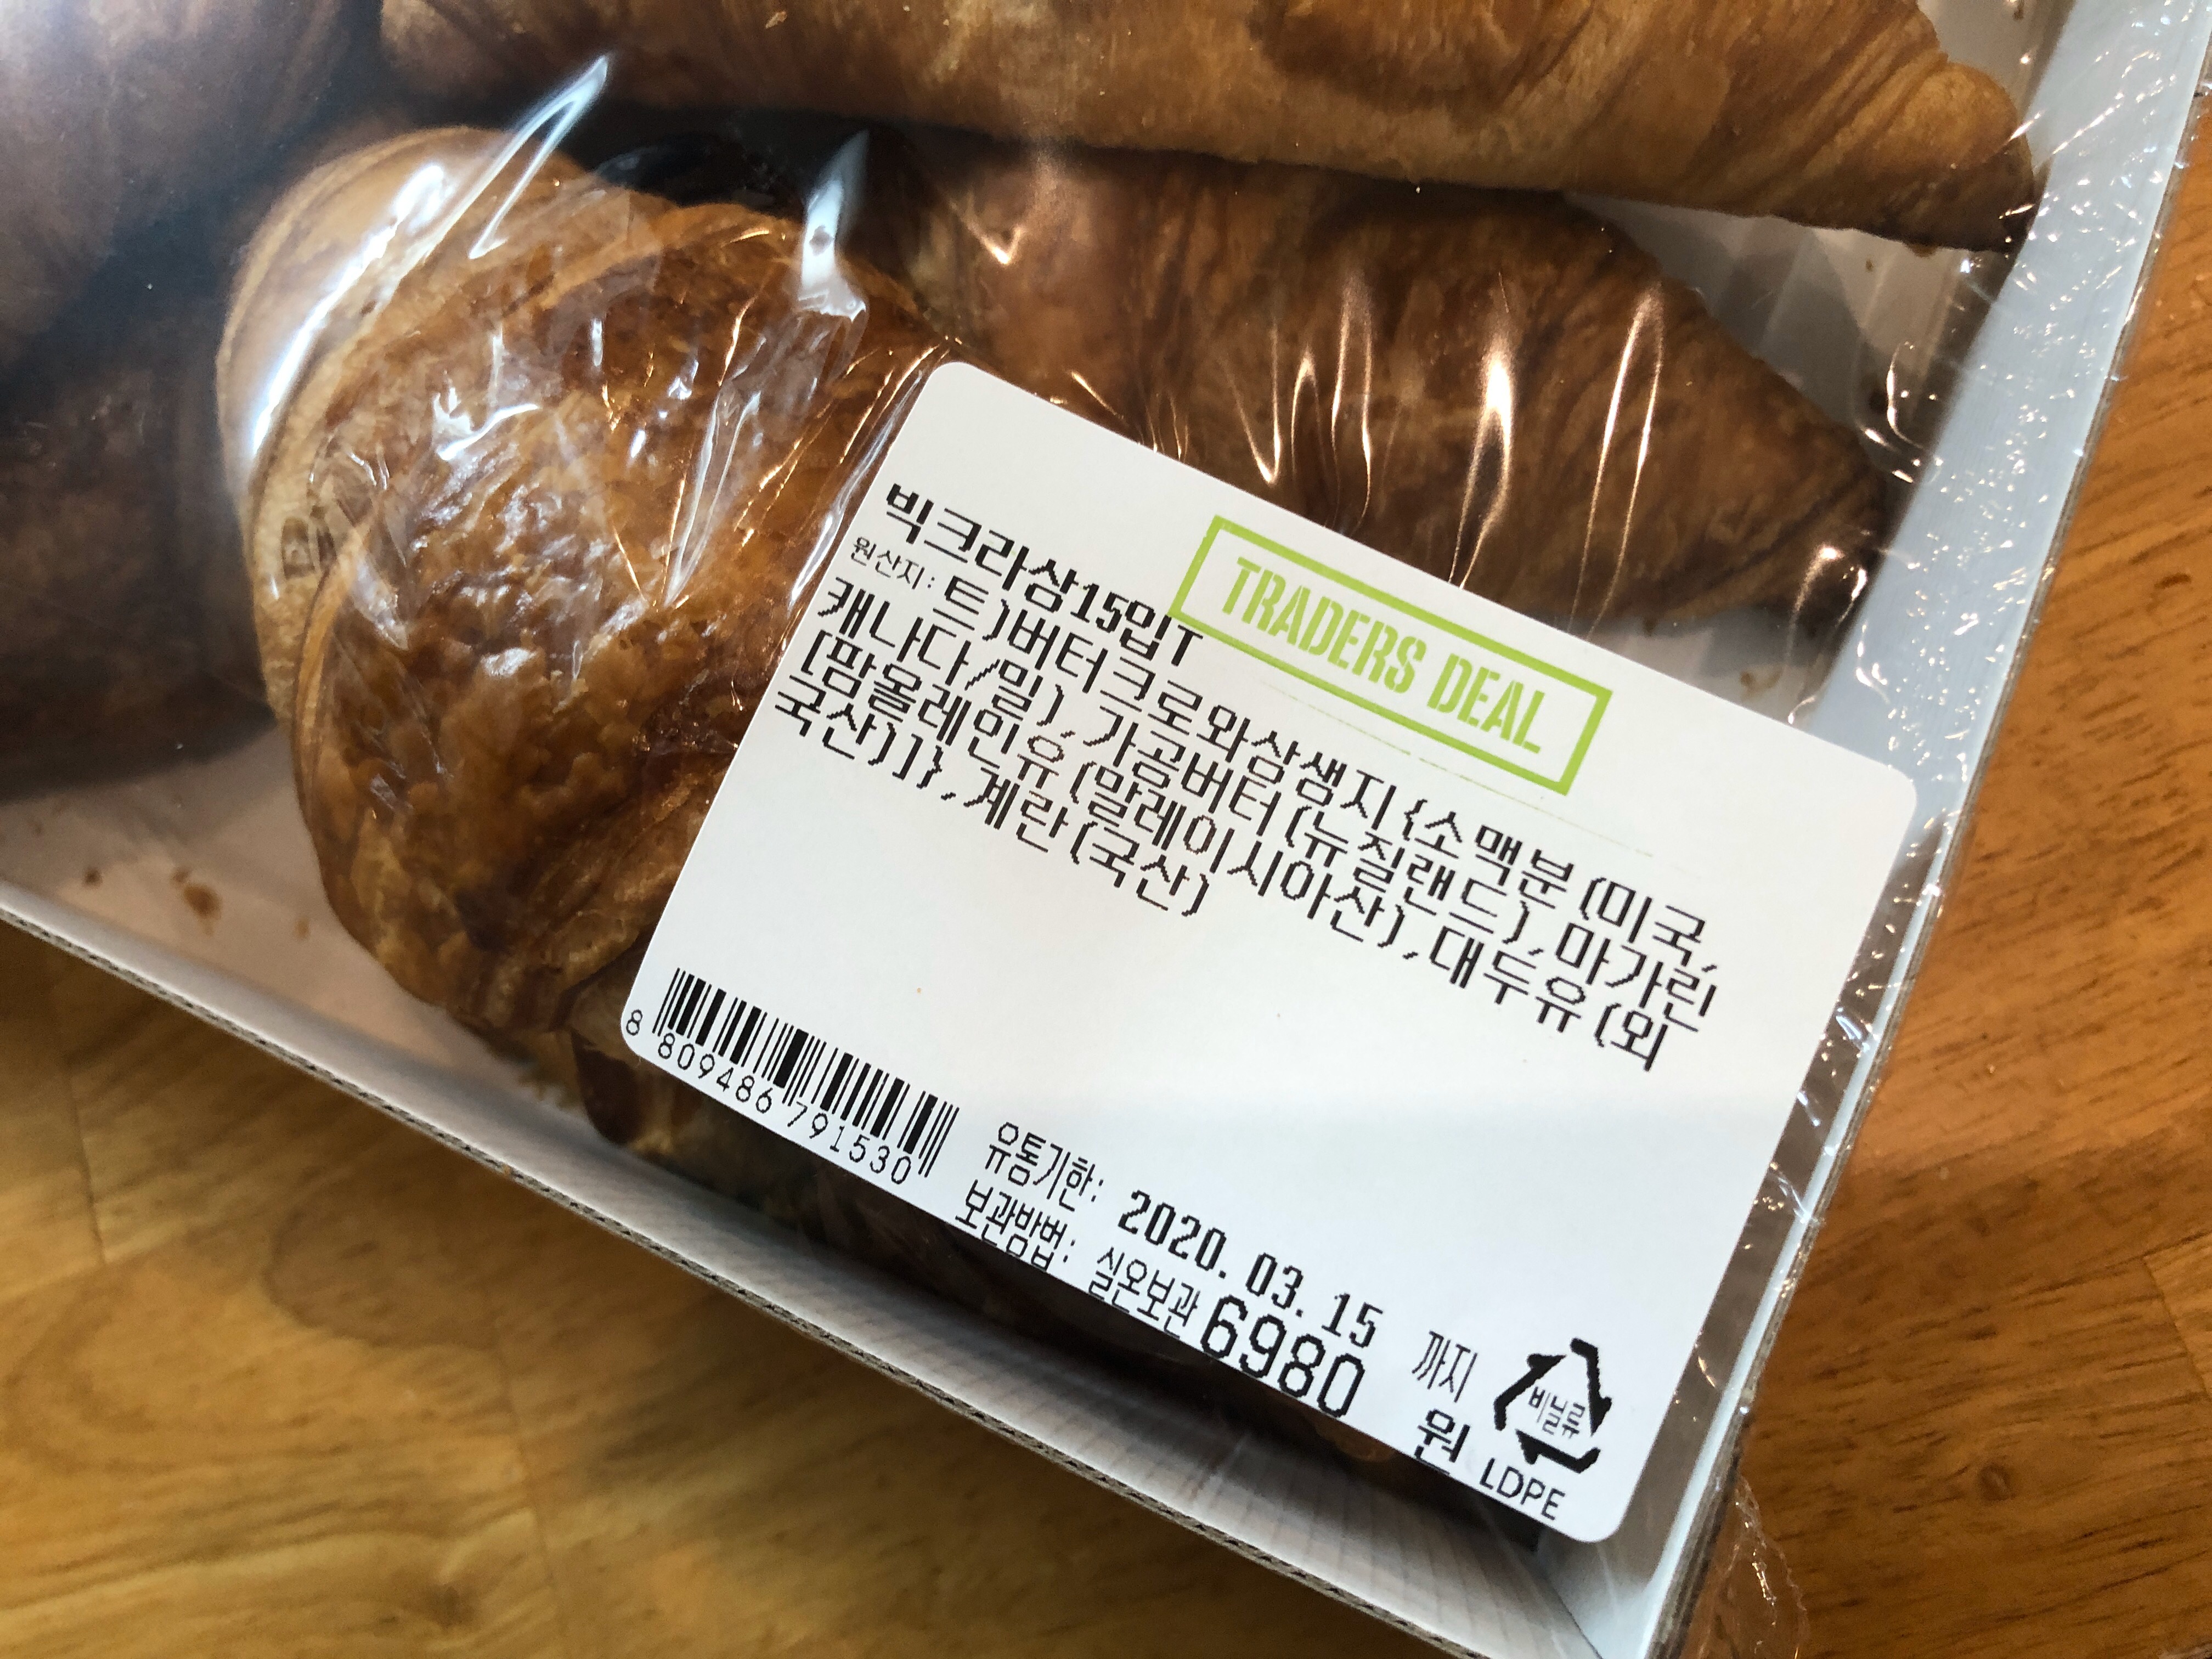 TRADERS DEAL
빅크라상15입T
원산지: 트)버터크로와상생지{소맥분(미국,
캐나다/밀),가공버터(뉴질랜드),마가린
[팜올레인유(말레이시아산),대두유(외
국산)]},계란(국산)
8 809486 791530
유통기한: 2020. 03. 15 까지
보관방법: 실온보관 6980 원
비닐류
LDPE